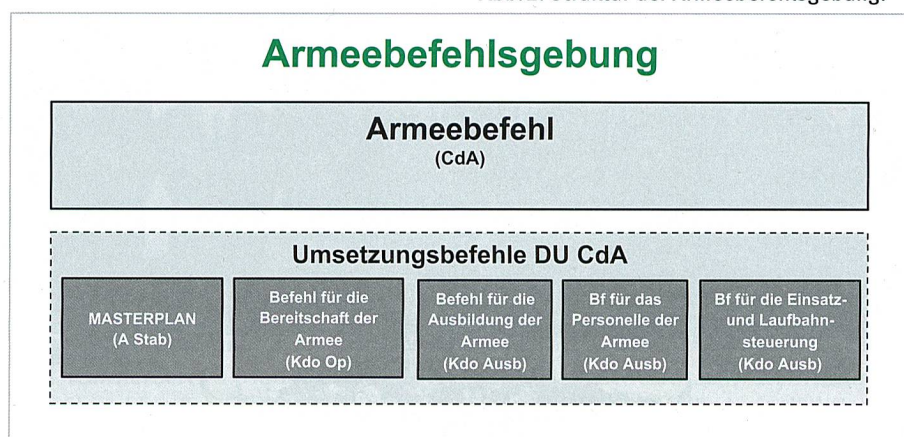 Armeebefehlsgebung
Armeebefehl
(CdA)
Umsetzungsbefehle DU CdA
MASTERPLAN
(A Stab)
Befehl für die
Bereitschaft der
Armee
(Kdo Op)
Befehl für die
Ausbildung der
Armee
(Kdo Ausb)
Bf für das
Personelle der
Armee
(Kdo Ausb)
Bf für die Einsatz-
und Laufbahn-
steuerung
(Kdo Ausb)